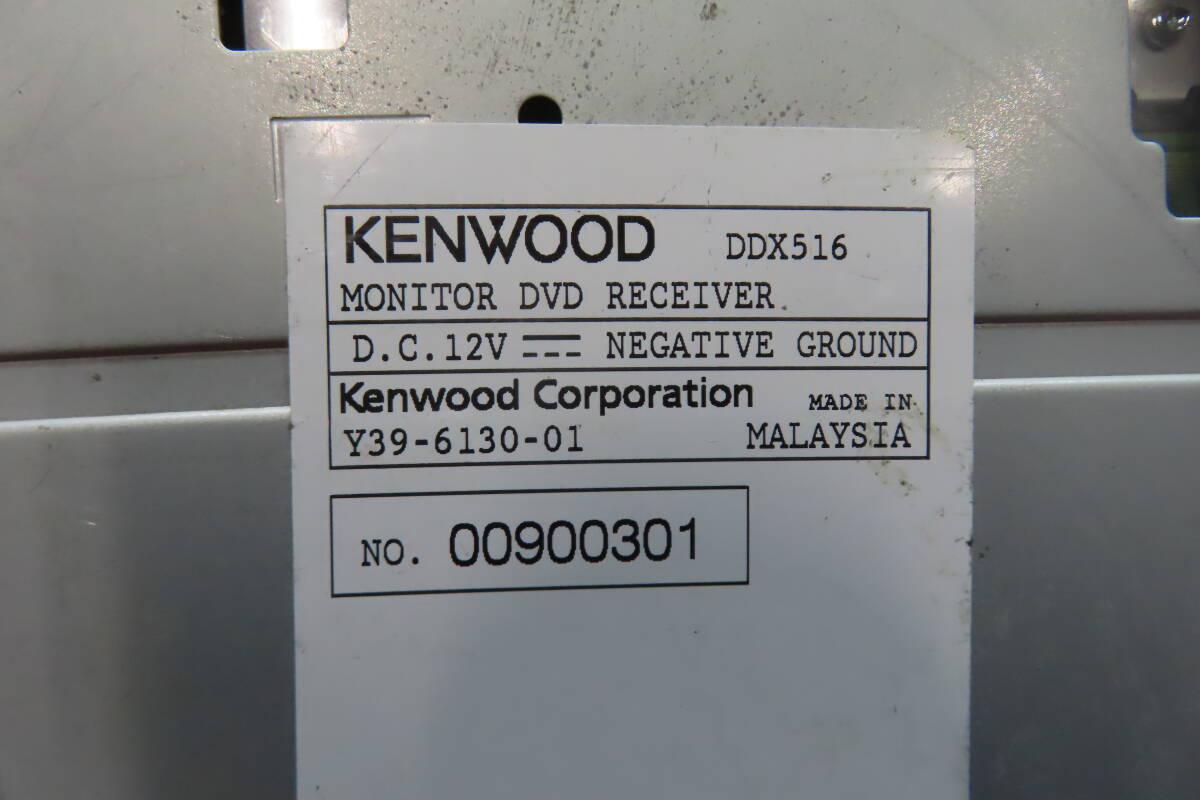 KENWOOD DDX516
MONITOR DVD RECEIVER
D.C.12V NEGATIVE GROUND
Kenwood Corporation MADE IN
Y39-6130-01 MALAYSIA
NO. 00900301